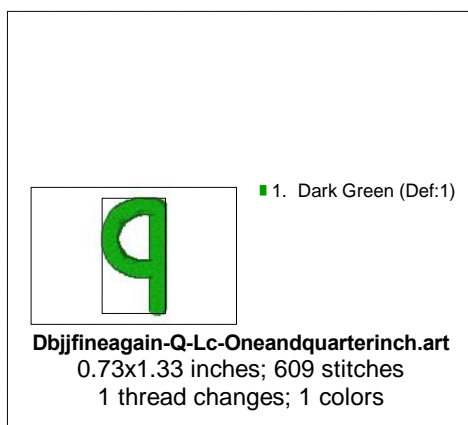 1. Dark Green (Def:1)
q
Dbjjfineagain-Q-Lc-Oneandquarterinch.art
0.73x1.33 inches; 609 stitches
1 thread changes; 1 colors